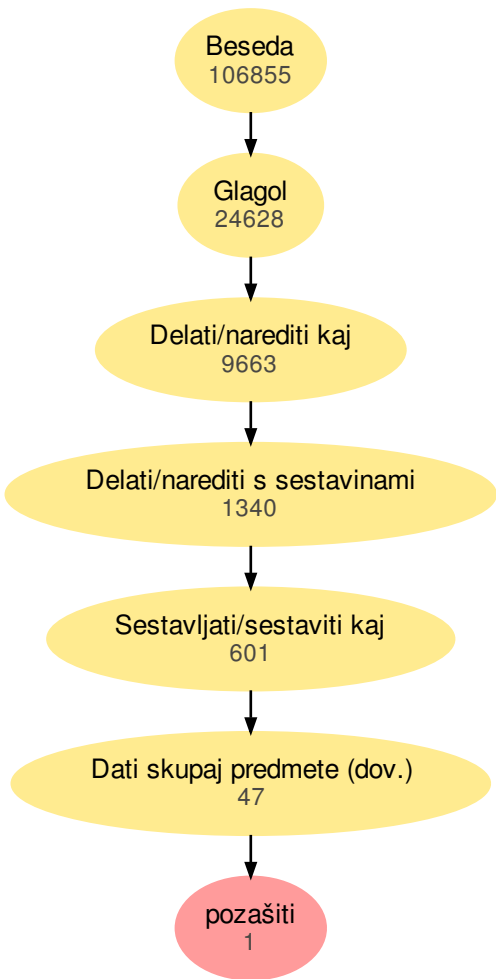 Beseda
106855
Glagol
24628
Delati/narediti kaj
9663
Delati/narediti s sestavinami
1340
Sestavljati/sestaviti kaj
601
Dati skupaj predmete (dov.)
47
pozašiti
1